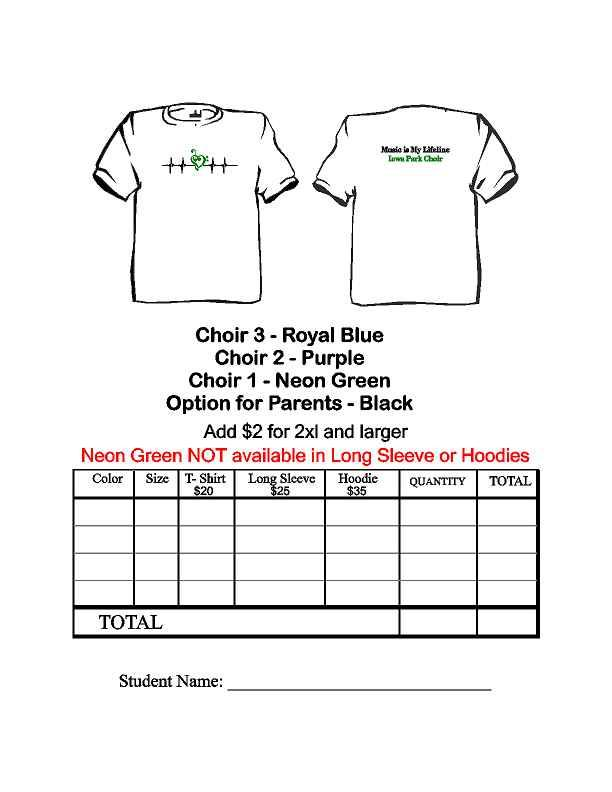 Music is My Lifeline
Iowa Park Choir
Choir 3 - Royal Blue
Choir 2 - Purple
Choir 1 - Neon Green
Option for Parents - Black
Add $2 for 2xl and larger
Neon Green NOT available in Long Sleeve or Hoodies
Color Size T- Shirt $20 Long Sleeve $25 Hoodie $35 QUANTITY TOTAL
TOTAL
Student Name: